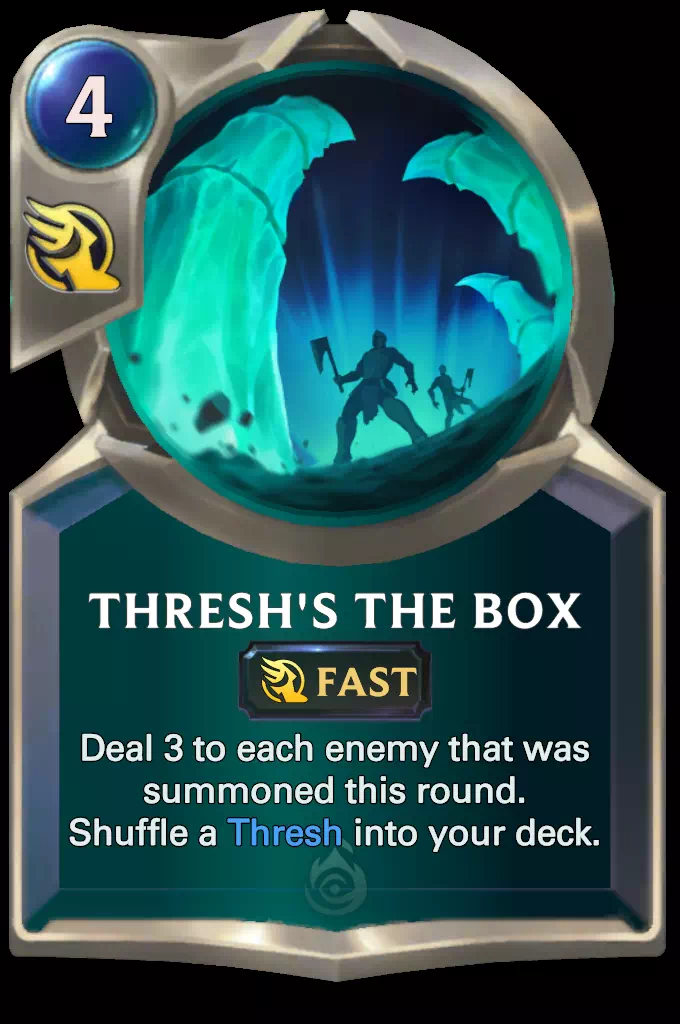 4
THRESH'S THE BOX
FAST
Deal 3 to each enemy that was
summoned this round.
Shuffle a Thresh into your deck.